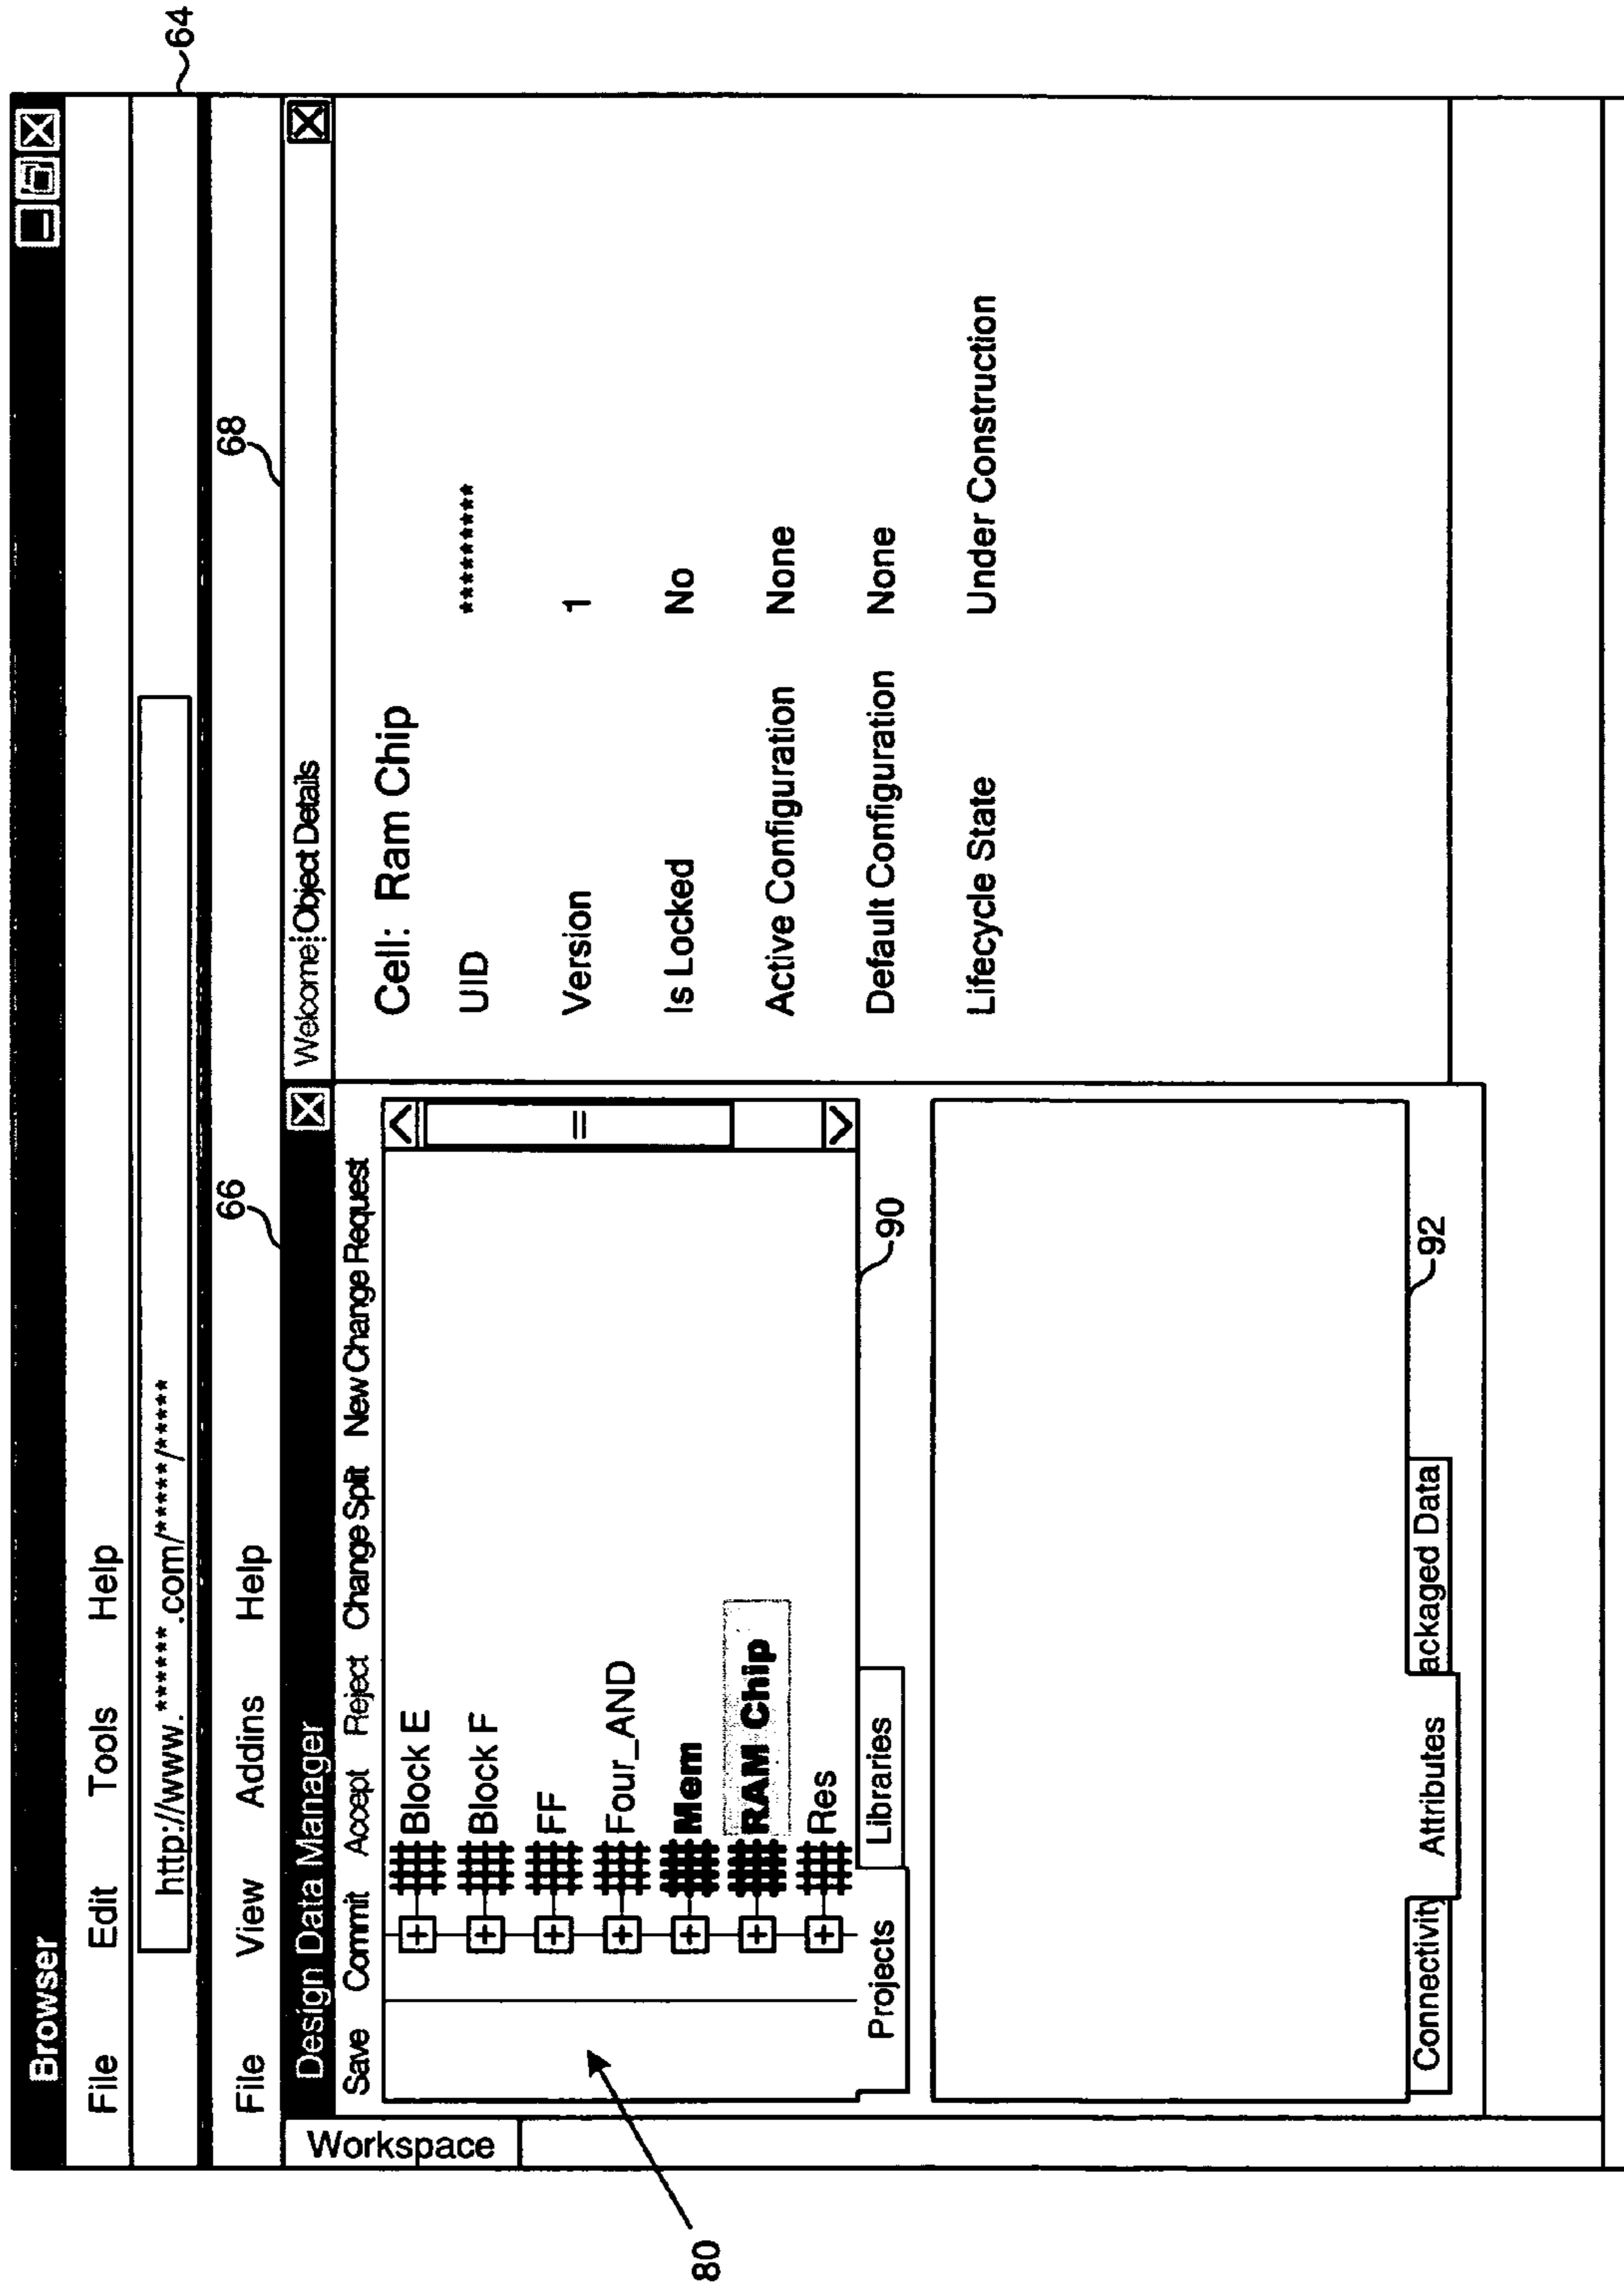 Browser
File Edit Tools Help
http://www.******.com/*****/*****
64
File View Addins Help
66
68
Workspace
Design Data Manager
Save Commit Accept Reject Change Split New Change Request
Block E
Block F
FF
Four_AND
Mem
RAM Chip
Res
80
Projects Libraries
90
Connectivity Attributes ackaged Data
92
Welcome Object Details
Cell: Ram Chip
UID *********
Version 1
Is Locked No
Active Configuration None
Default Configuration None
Lifecycle State Under Construction